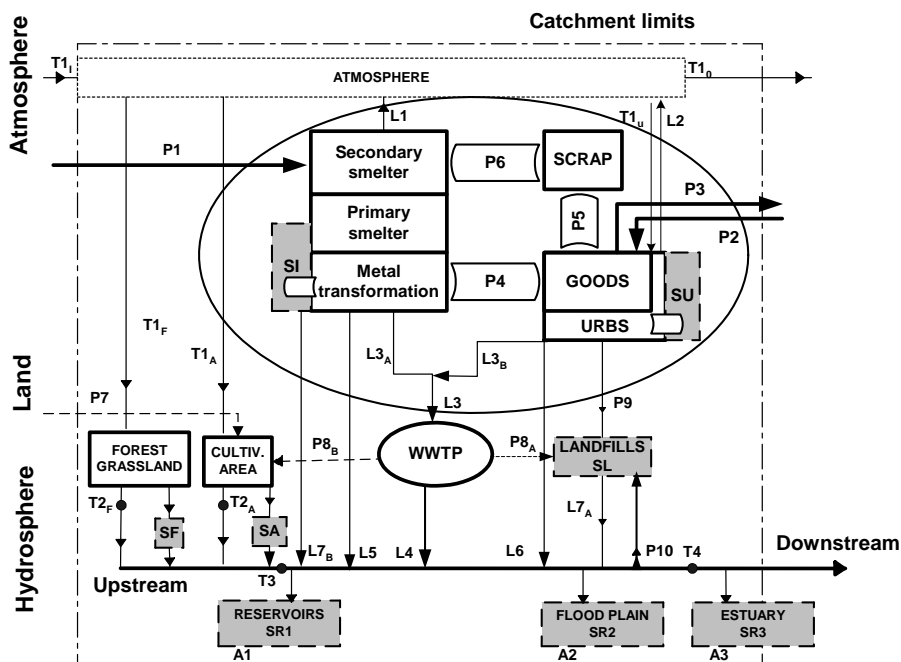 Catchment limits
Atmosphere
T1I
ATMOSPHERE
T10
L1
T1u
L2
P1
Secondary
smelter
P6
SCRAP
P3
Primary
smelter
P5
P2
SI
Metal
transformation
P4
GOODS
SU
URBS
T1F
T1A
L3A
L3B
Land
P7
L3
P9
FOREST
GRASSLAND
CULTIV.
AREA
P8B
WWTP
P8A
LANDFILLS
SL
Hydrosphere
T2F
SF
T2A
SA
L7A
L7B
L5
L4
L6
P10
T4
Downstream
Upstream
T3
RESERVOIRS
SR1
FLOOD PLAIN
SR2
ESTUARY
SR3
A1
A2
A3